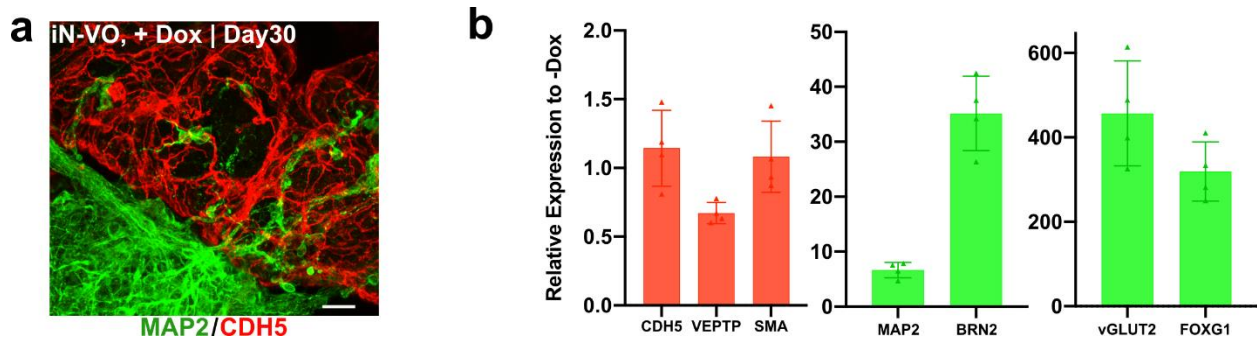 a
iN-VO, + Dox | Day30
MAP2/CDH5
b
Relative Expression to -Dox
2.0
1.5
1.0
0.5
0.0
CDH5 VEPTP SMA
50
40
30
20
10
0
MAP2 BRN2
600
400
200
0
vGLUT2 FOXG1